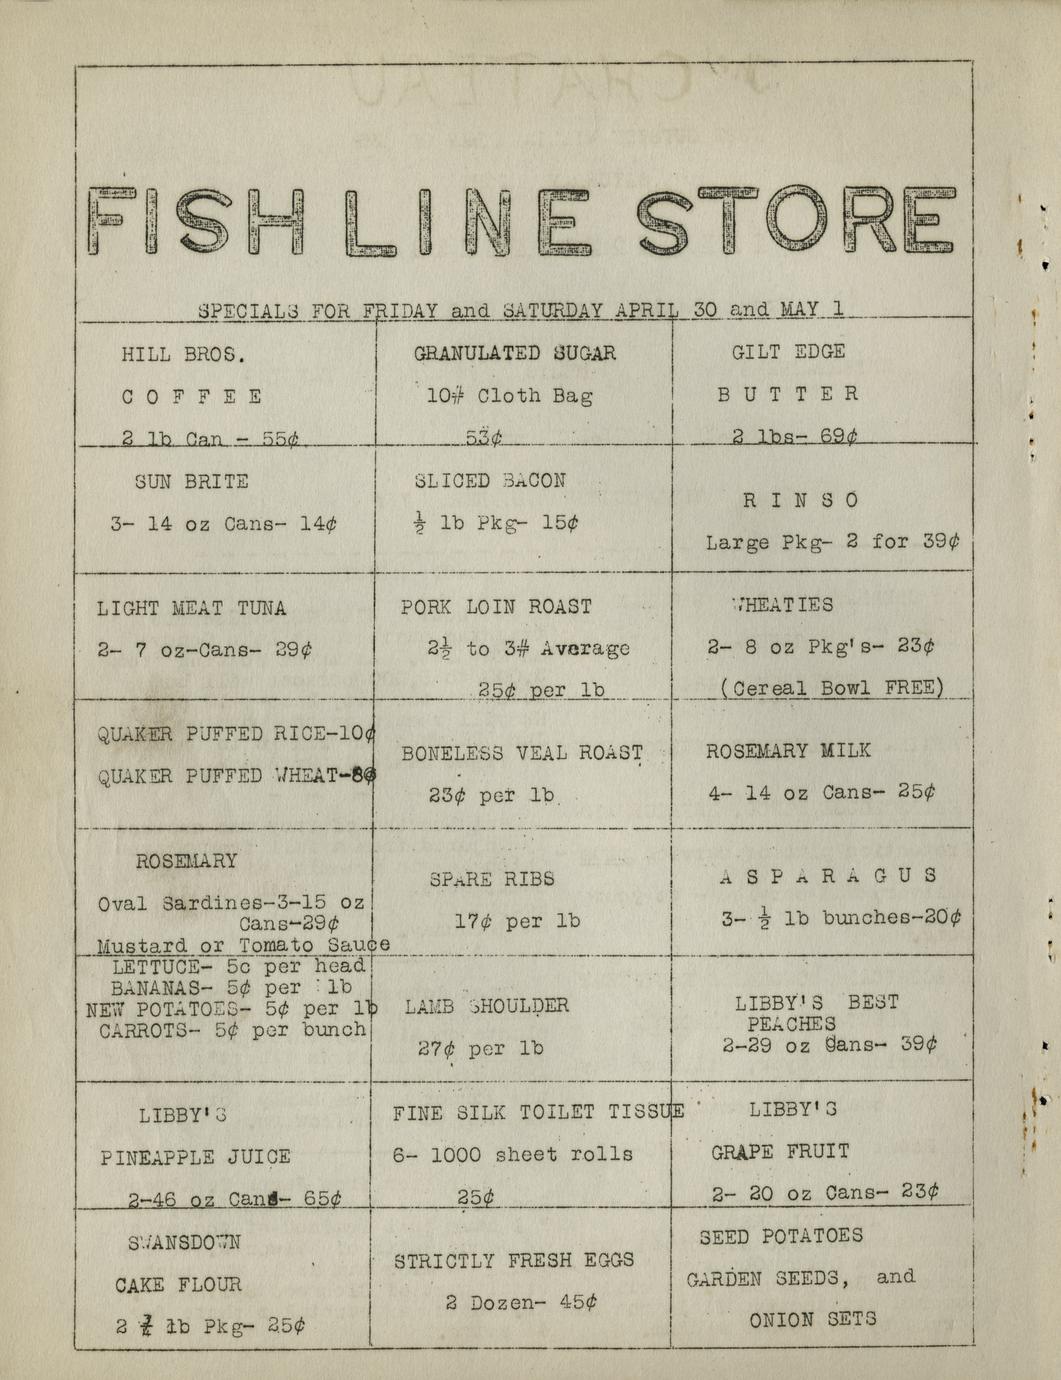 FISH LINE STORE
SPECIALS FOR FRIDAY and SATURDAY APRIL 30 and MAY 1
HILL BROS.
C O F F E E
2 lb Can - 55¢
GRANULATED SUGAR
10# Cloth Bag
53¢
GILT EDGE
B U T T E R
2 lbs- 69¢
SUN BRITE
3- 14 oz Cans- 14¢
SLICED BACON
½ lb Pkg- 15¢
R I N S O
Large Pkg- 2 for 39¢
LIGHT MEAT TUNA
2- 7 oz-Cans- 29¢
PORK LOIN ROAST
2½ to 3# Average
25¢ per lb
WHEATIES
2- 8 oz Pkg's- 23¢
(Cereal Bowl FREE)
QUAKER PUFFED RICE-10¢
QUAKER PUFFED WHEAT-8¢
BONELESS VEAL ROAST
23¢ per lb
ROSEMARY MILK
4- 14 oz Cans- 25¢
ROSEMARY
Oval Sardines-3-15 oz
Cans-29¢
Mustard or Tomato Sauce
SPARE RIBS
17¢ per lb
A S P A R A G U S
3- ½ lb bunches-20¢
LETTUCE- 5c per head
BANANAS- 5¢ per lb
NEW POTATOES- 5¢ per lb
CARROTS- 5¢ per bunch
LAMB SHOULDER
27¢ per lb
LIBBY'S BEST
PEACHES
2-29 oz Cans- 39¢
LIBBY'S
PINEAPPLE JUICE
2-46 oz Cans- 65¢
FINE SILK TOILET TISSUE
6- 1000 sheet rolls
25¢
LIBBY'S
GRAPE FRUIT
2- 20 oz Cans- 23¢
SWANSDOWN
CAKE FLOUR
2 lb Pkg- 25¢
STRICTLY FRESH EGGS
2 Dozen- 45¢
SEED POTATOES
GARDEN SEEDS, and
ONION SETS